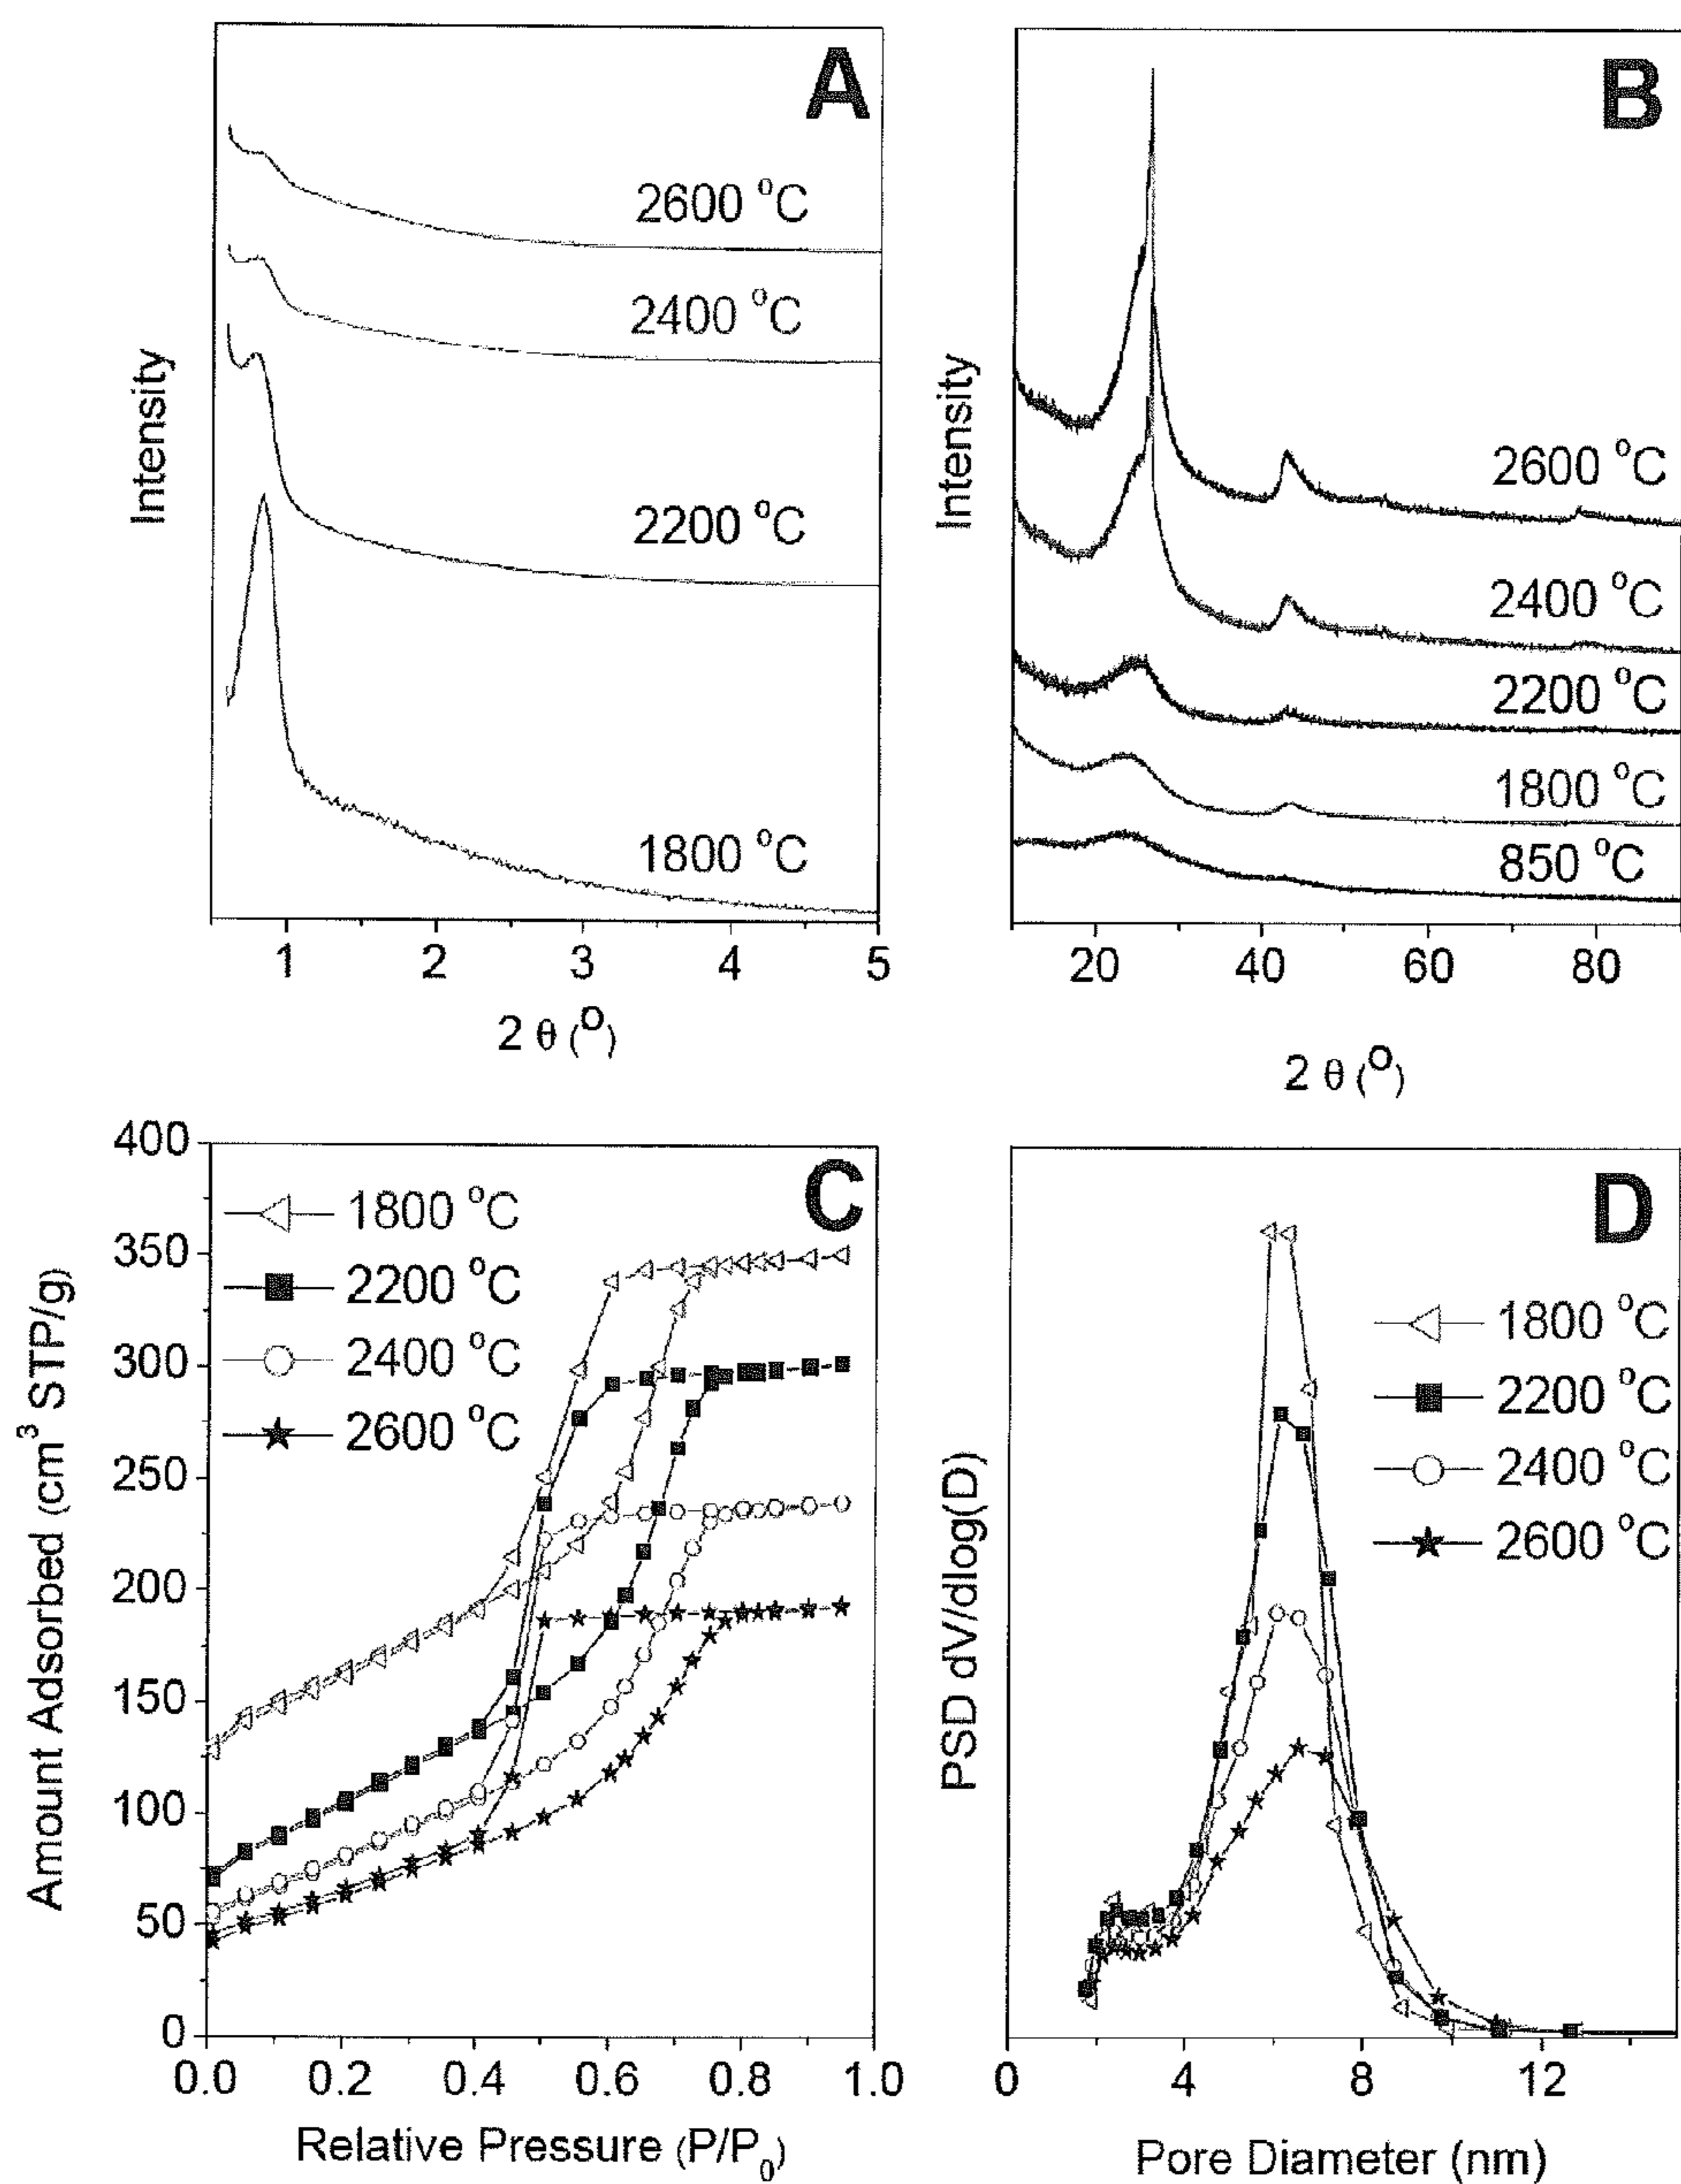 A
2600 °C
2400 °C
2200 °C
1800 °C
Intensity
1 2 3 4 5
2 θ (°)
B
2600 °C
2400 °C
2200 °C
1800 °C
850 °C
Intensity
20 40 60 80
2 θ (°)
C
1800 °C
2200 °C
2400 °C
2600 °C
Amount Adsorbed (cm³ STP/g)
400
350
300
250
200
150
100
50
0
0.0 0.2 0.4 0.6 0.8 1.0
Relative Pressure (P/P₀)
D
1800 °C
2200 °C
2400 °C
2600 °C
PSD dV/dlog(D)
0 4 8 12
Pore Diameter (nm)